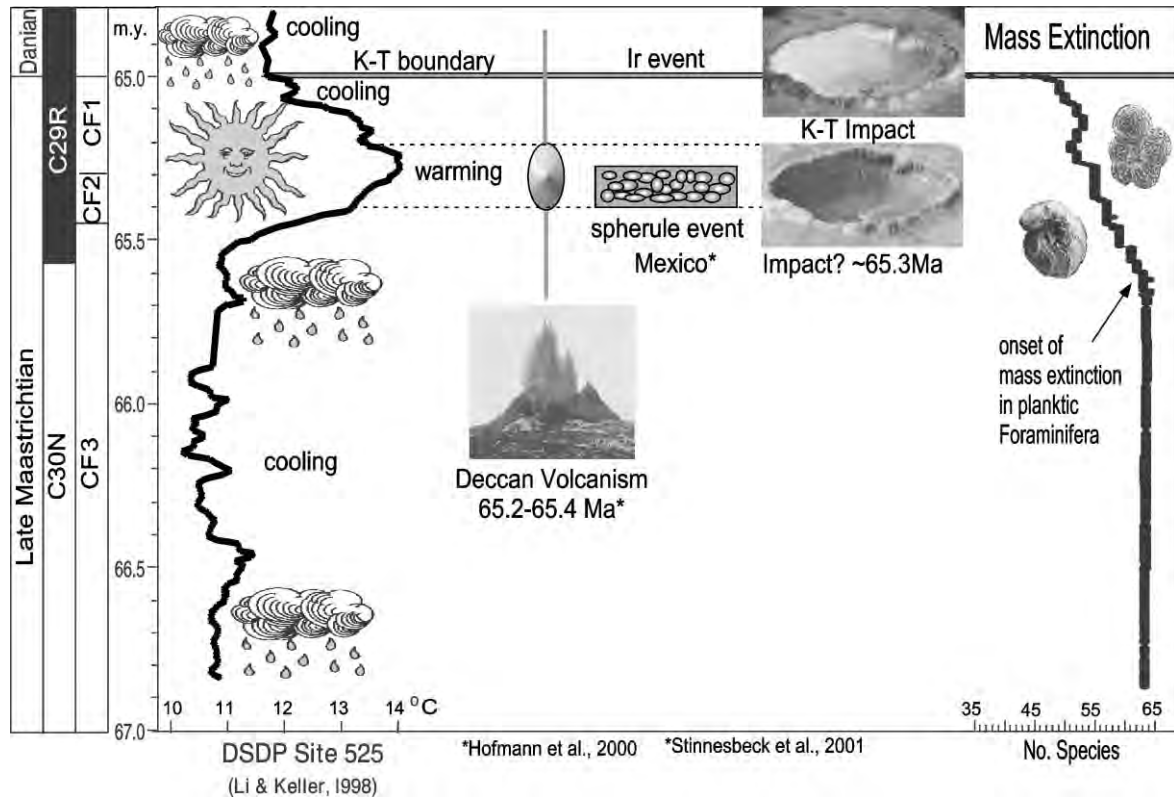 Danian
Late Maastrichtian
C29R
C30N
CF1
CF2
CF3
m.y.
65.0
65.5
66.0
66.5
67.0
cooling
K-T boundary
cooling
warming
cooling
10 11 12 13 14 °C
DSDP Site 525
(Li & Keller, l998)
Ir event
spherule event
Mexico*
K-T Impact
Impact? ~65.3Ma
Deccan Volcanism
65.2-65.4 Ma*
*Hofmann et al., 2000 *Stinnesbeck et al., 2001
Mass Extinction
onset of
mass extinction
in planktic
Foraminifera
35 45 55 65
No. Species